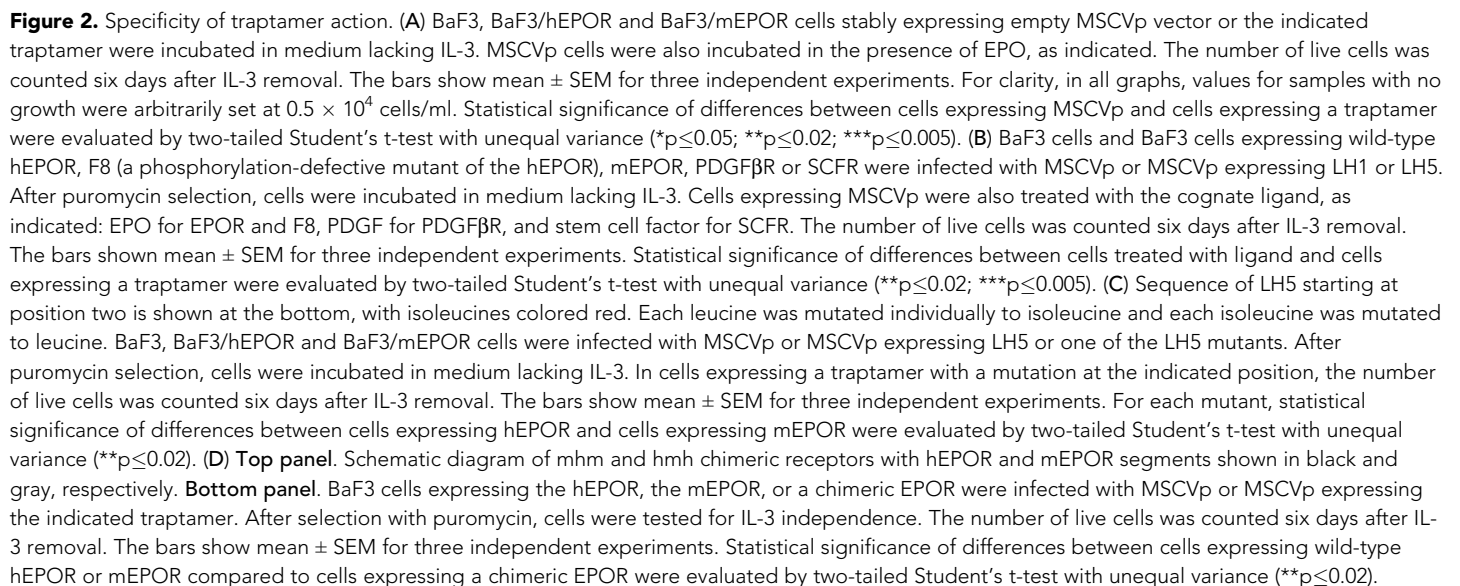 Figure 2. Specificity of traptamer action. (A) BaF3, BaF3/hEPOR and BaF3/mEPOR cells stably expressing empty MSCVp vector or the indicated
traptamer were incubated in medium lacking IL-3. MSCVp cells were also incubated in the presence of EPO, as indicated. The number of live cells was
counted six days after IL-3 removal. The bars show mean ± SEM for three independent experiments. For clarity, in all graphs, values for samples with no
growth were arbitrarily set at 0.5 × 10⁴ cells/ml. Statistical significance of differences between cells expressing MSCVp and cells expressing a traptamer
were evaluated by two-tailed Student's t-test with unequal variance (*p≤0.05; **p≤0.02; ***p≤0.005). (B) BaF3 cells and BaF3 cells expressing wild-type
hEPOR, F8 (a phosphorylation-defective mutant of the hEPOR), mEPOR, PDGFβR or SCFR were infected with MSCVp or MSCVp expressing LH1 or LH5.
After puromycin selection, cells were incubated in medium lacking IL-3. Cells expressing MSCVp were also treated with the cognate ligand, as
indicated: EPO for EPOR and F8, PDGF for PDGFβR, and stem cell factor for SCFR. The number of live cells was counted six days after IL-3 removal.
The bars shown mean ± SEM for three independent experiments. Statistical significance of differences between cells treated with ligand and cells
expressing a traptamer were evaluated by two-tailed Student's t-test with unequal variance (**p≤0.02; ***p≤0.005). (C) Sequence of LH5 starting at
position two is shown at the bottom, with isoleucines colored red. Each leucine was mutated individually to isoleucine and each isoleucine was mutated
to leucine. BaF3, BaF3/hEPOR and BaF3/mEPOR cells were infected with MSCVp or MSCVp expressing LH5 or one of the LH5 mutants. After
puromycin selection, cells were incubated in medium lacking IL-3. In cells expressing a traptamer with a mutation at the indicated position, the number
of live cells was counted six days after IL-3 removal. The bars show mean ± SEM for three independent experiments. For each mutant, statistical
significance of differences between cells expressing hEPOR and cells expressing mEPOR were evaluated by two-tailed Student's t-test with unequal
variance (**p≤0.02). (D) Top panel. Schematic diagram of mhm and hmh chimeric receptors with hEPOR and mEPOR segments shown in black and
gray, respectively. Bottom panel. BaF3 cells expressing the hEPOR, the mEPOR, or a chimeric EPOR were infected with MSCVp or MSCVp expressing
the indicated traptamer. After selection with puromycin, cells were tested for IL-3 independence. The number of live cells was counted six days after IL-
3 removal. The bars show mean ± SEM for three independent experiments. Statistical significance of differences between cells expressing wild-type
hEPOR or mEPOR compared to cells expressing a chimeric EPOR were evaluated by two-tailed Student's t-test with unequal variance (**p≤0.02).